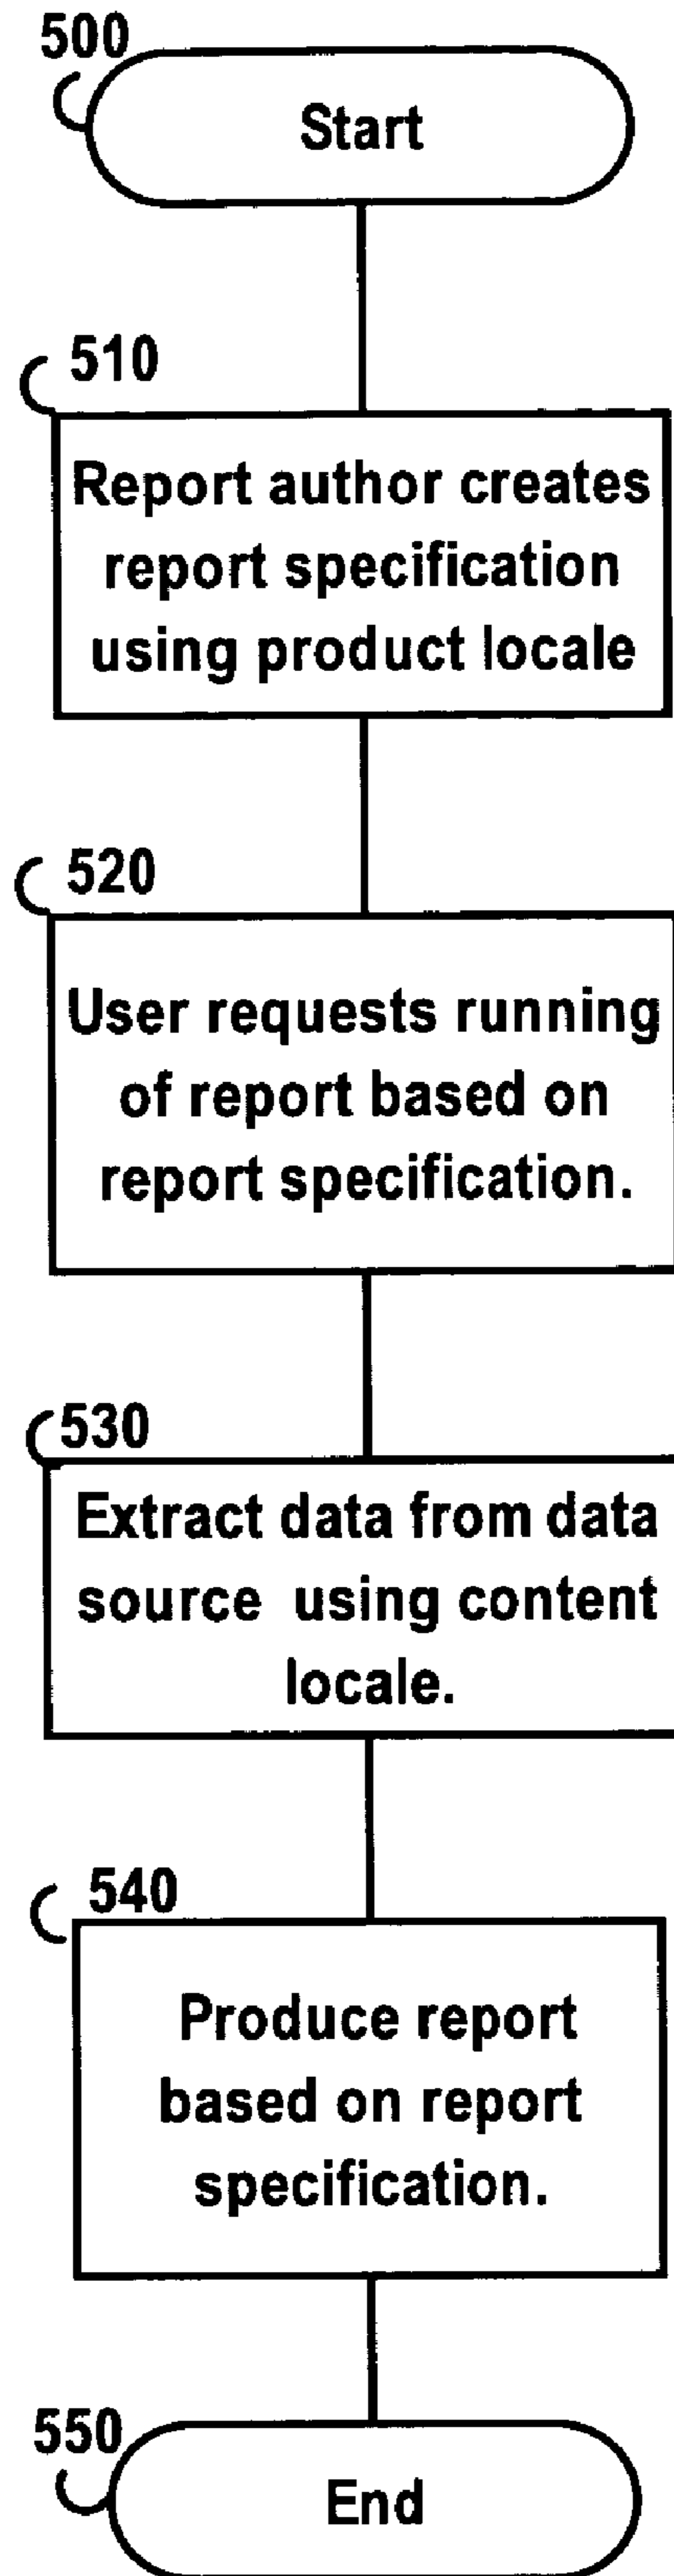 500
Start
510
Report author creates
report specification
using product locale
520
User requests running
of report based on
report specification.
530
Extract data from data
source using content
locale.
540
Produce report
based on report
specification.
550
End